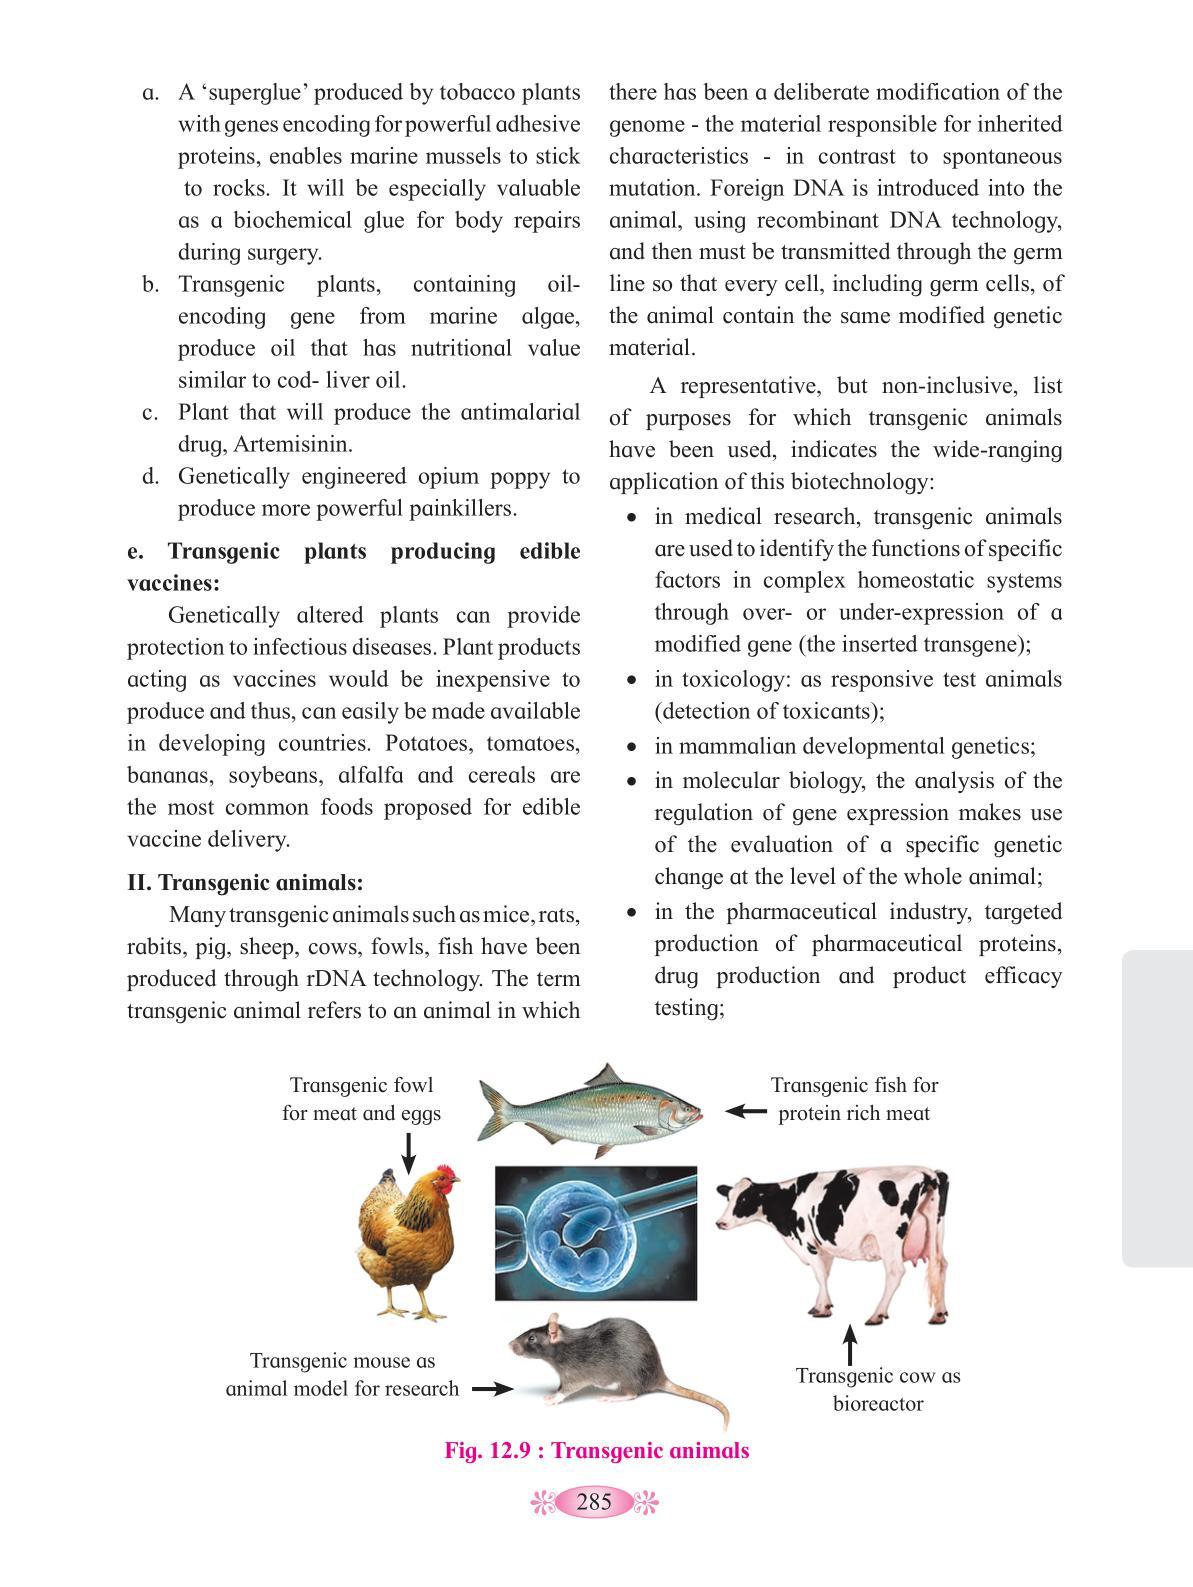 a. A ‘superglue’ produced by tobacco plants
with genes encoding for powerful adhesive
proteins, enables marine mussels to stick
to rocks. It will be especially valuable
as a biochemical glue for body repairs
during surgery.
b. Transgenic plants, containing oil-
encoding gene from marine algae,
produce oil that has nutritional value
similar to cod- liver oil.
c. Plant that will produce the antimalarial
drug, Artemisinin.
d. Genetically engineered opium poppy to
produce more powerful painkillers.
e. Transgenic plants producing edible
vaccines:
Genetically altered plants can provide
protection to infectious diseases. Plant products
acting as vaccines would be inexpensive to
produce and thus, can easily be made available
in developing countries. Potatoes, tomatoes,
bananas, soybeans, alfalfa and cereals are
the most common foods proposed for edible
vaccine delivery.
II. Transgenic animals:
Many transgenic animals such as mice, rats,
rabits, pig, sheep, cows, fowls, fish have been
produced through rDNA technology. The term
transgenic animal refers to an animal in which
there has been a deliberate modification of the
genome - the material responsible for inherited
characteristics - in contrast to spontaneous
mutation. Foreign DNA is introduced into the
animal, using recombinant DNA technology,
and then must be transmitted through the germ
line so that every cell, including germ cells, of
the animal contain the same modified genetic
material.
A representative, but non-inclusive, list
of purposes for which transgenic animals
have been used, indicates the wide-ranging
application of this biotechnology:
• in medical research, transgenic animals
are used to identify the functions of specific
factors in complex homeostatic systems
through over- or under-expression of a
modified gene (the inserted transgene);
• in toxicology: as responsive test animals
(detection of toxicants);
• in mammalian developmental genetics;
• in molecular biology, the analysis of the
regulation of gene expression makes use
of the evaluation of a specific genetic
change at the level of the whole animal;
• in the pharmaceutical industry, targeted
production of pharmaceutical proteins,
drug production and product efficacy
testing;
Transgenic fowl
for meat and eggs
Transgenic fish for
protein rich meat
Transgenic mouse as
animal model for research
Transgenic cow as
bioreactor
Fig. 12.9 : Transgenic animals
285